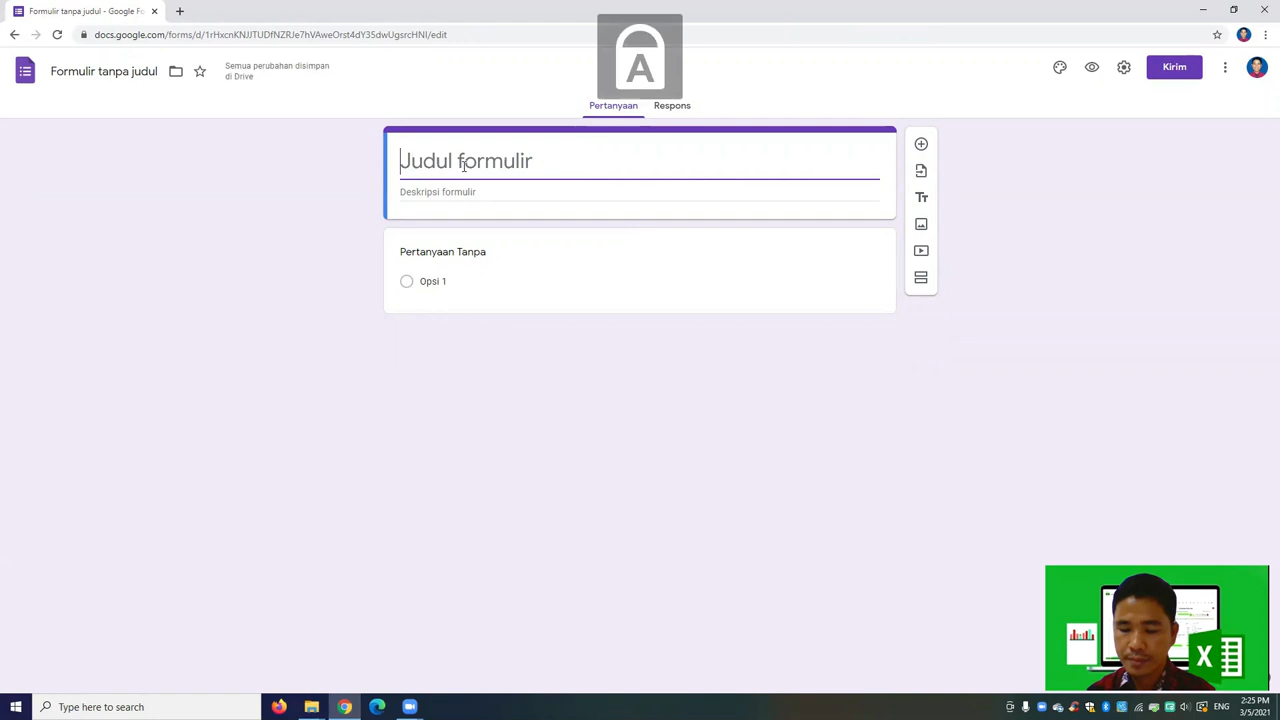 Formulir tanpa judul - Google Fo
docs.google.com/forms/d/1rHxcnKNJJTUDfNZRJe7hVAweOrst4dY35dwUgsrcHNI/edit
Formulir tanpa judul
Semua perubahan disimpan
di Drive
Kirim
A
Pertanyaan
Respons
Judul formulir
Deskripsi formulir
Tт
Pertanyaan Tanpa
Opsi 1
X
Type here to search
ENG
2:25 PM
3/5/2021